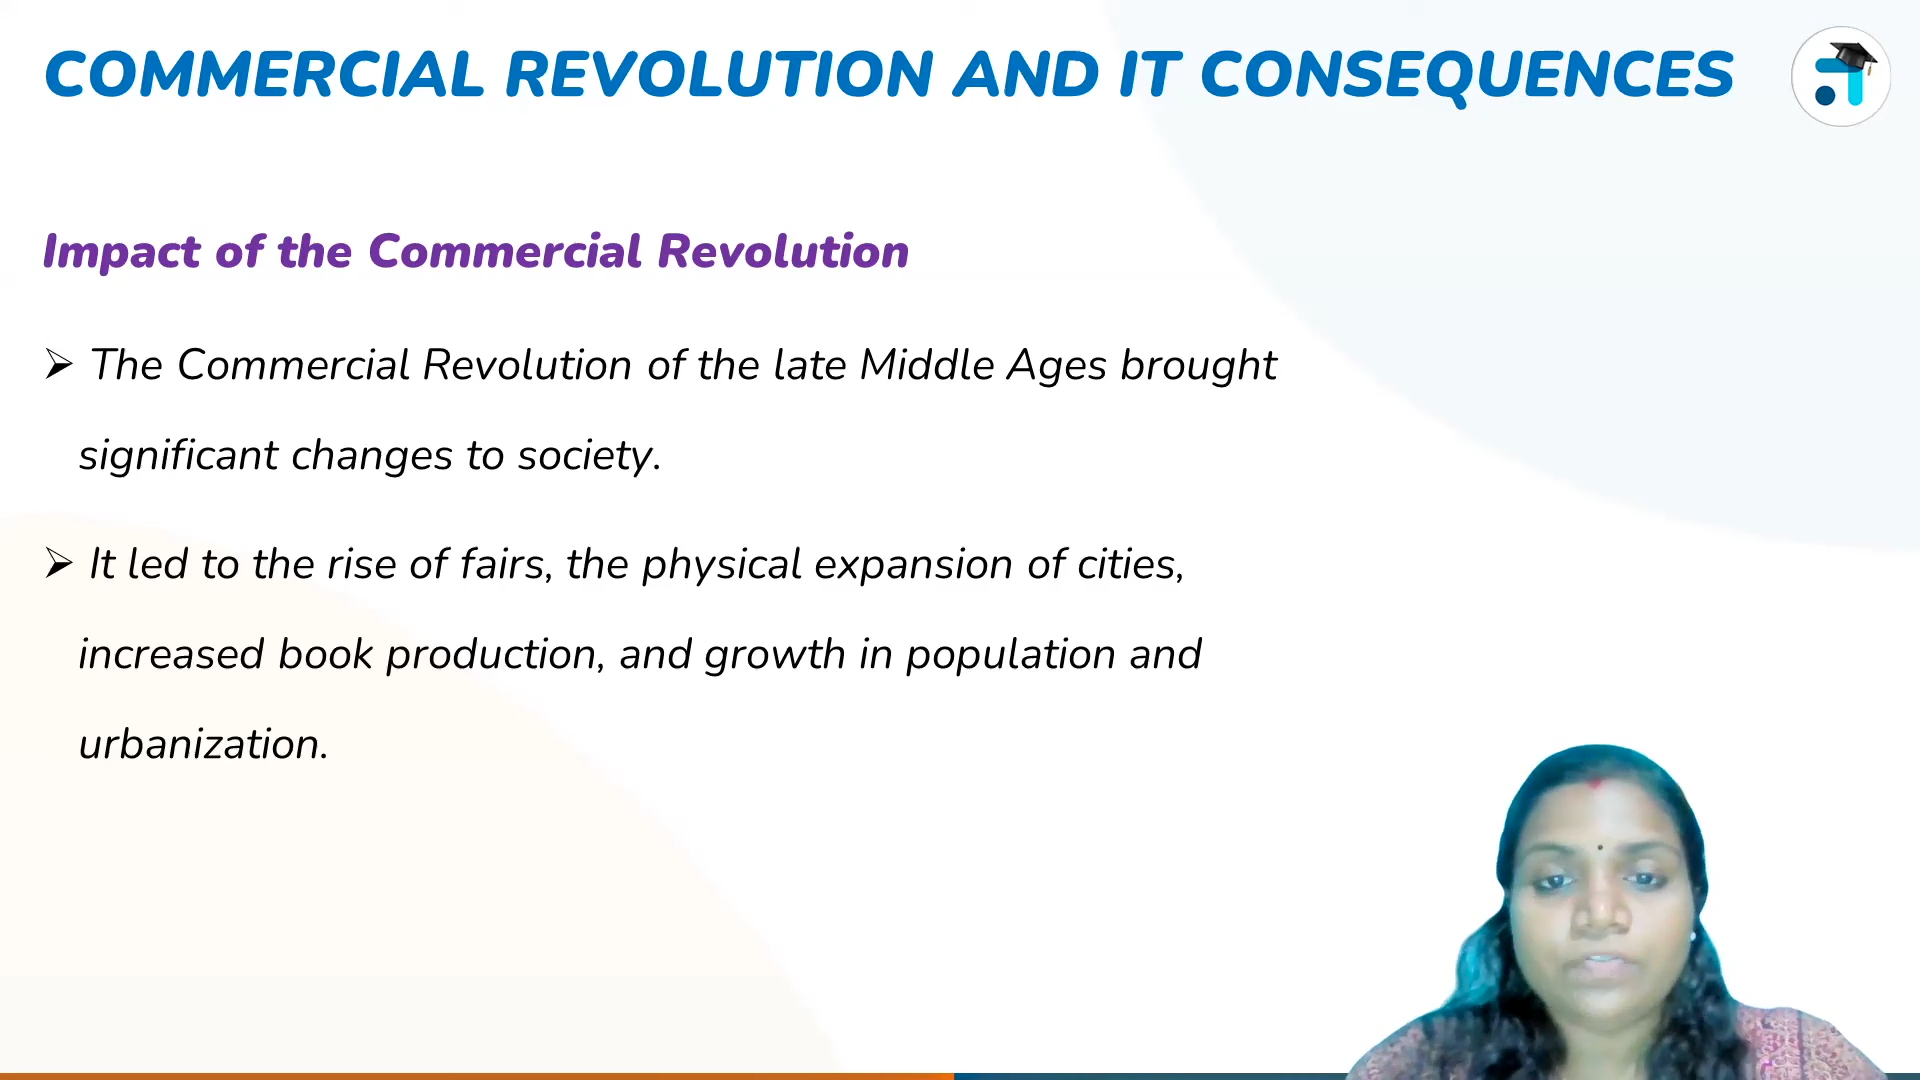 COMMERCIAL REVOLUTION AND IT CONSEQUENCES
Impact of the Commercial Revolution
➢ The Commercial Revolution of the late Middle Ages brought
significant changes to society.
➢ It led to the rise of fairs, the physical expansion of cities,
increased book production, and growth in population and
urbanization.